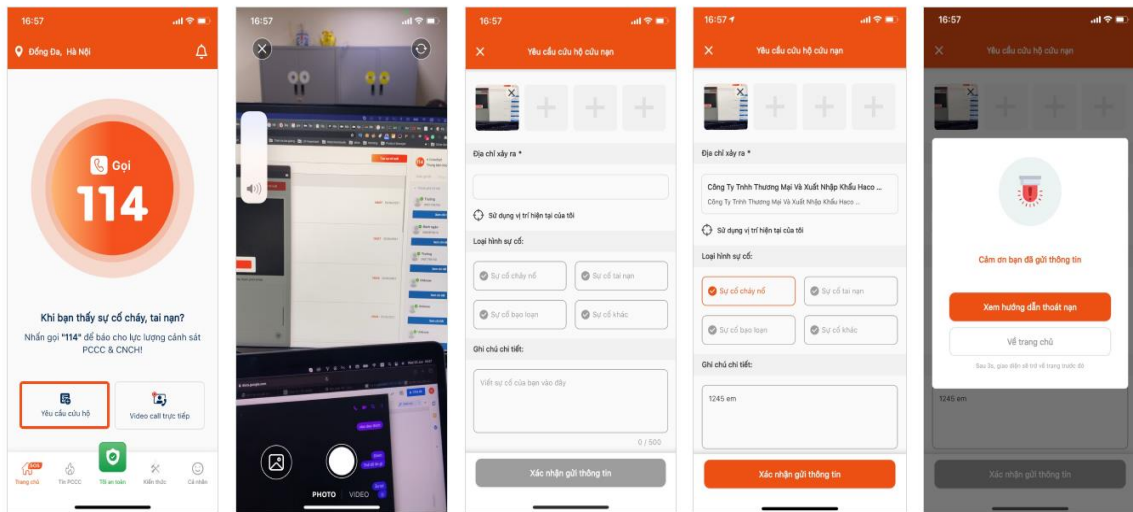 16:57
Đống Đa, Hà Nội
Gọi
114
Khi bạn thấy sự cố cháy, tai nạn?
Nhấn gọi "114" để báo cho lực lượng cảnh sát
PCCC & CNCH!
Yêu cầu cứu hộ
Video call trực tiếp
Trang chủ
Tin PCCC
Tôi an toàn
Kiến thức
Cá nhân
16:57
PHOTO
VIDEO
16:57
Yêu cầu cứu hộ cứu nạn
Địa chỉ xảy ra *
Sử dụng vị trí hiện tại của tôi
Loại hình sự cố:
Sự cố cháy nổ
Sự cố tai nạn
Sự cố bạo loạn
Sự cố khác
Ghi chú chi tiết:
Viết sự cố của bạn vào đây
0 / 500
Xác nhận gửi thông tin
16:57
Yêu cầu cứu hộ cứu nạn
Địa chỉ xảy ra *
Công Ty Tnhh Thương Mại Và Xuất Nhập Khẩu Haco ...
Công Ty Tnhh Thương Mại Và Xuất Nhập Khẩu Haco ...
Sử dụng vị trí hiện tại của tôi
Loại hình sự cố:
Sự cố cháy nổ
Sự cố tai nạn
Sự cố bạo loạn
Sự cố khác
Ghi chú chi tiết:
1245 em
Xác nhận gửi thông tin
16:57
Yêu cầu cứu hộ cứu nạn
Cảm ơn bạn đã gửi thông tin
Xem hướng dẫn thoát nạn
Về trang chủ
Sau 3s, giao diện sẽ trở về trang trước đó
1245 em
Xác nhận gửi thông tin